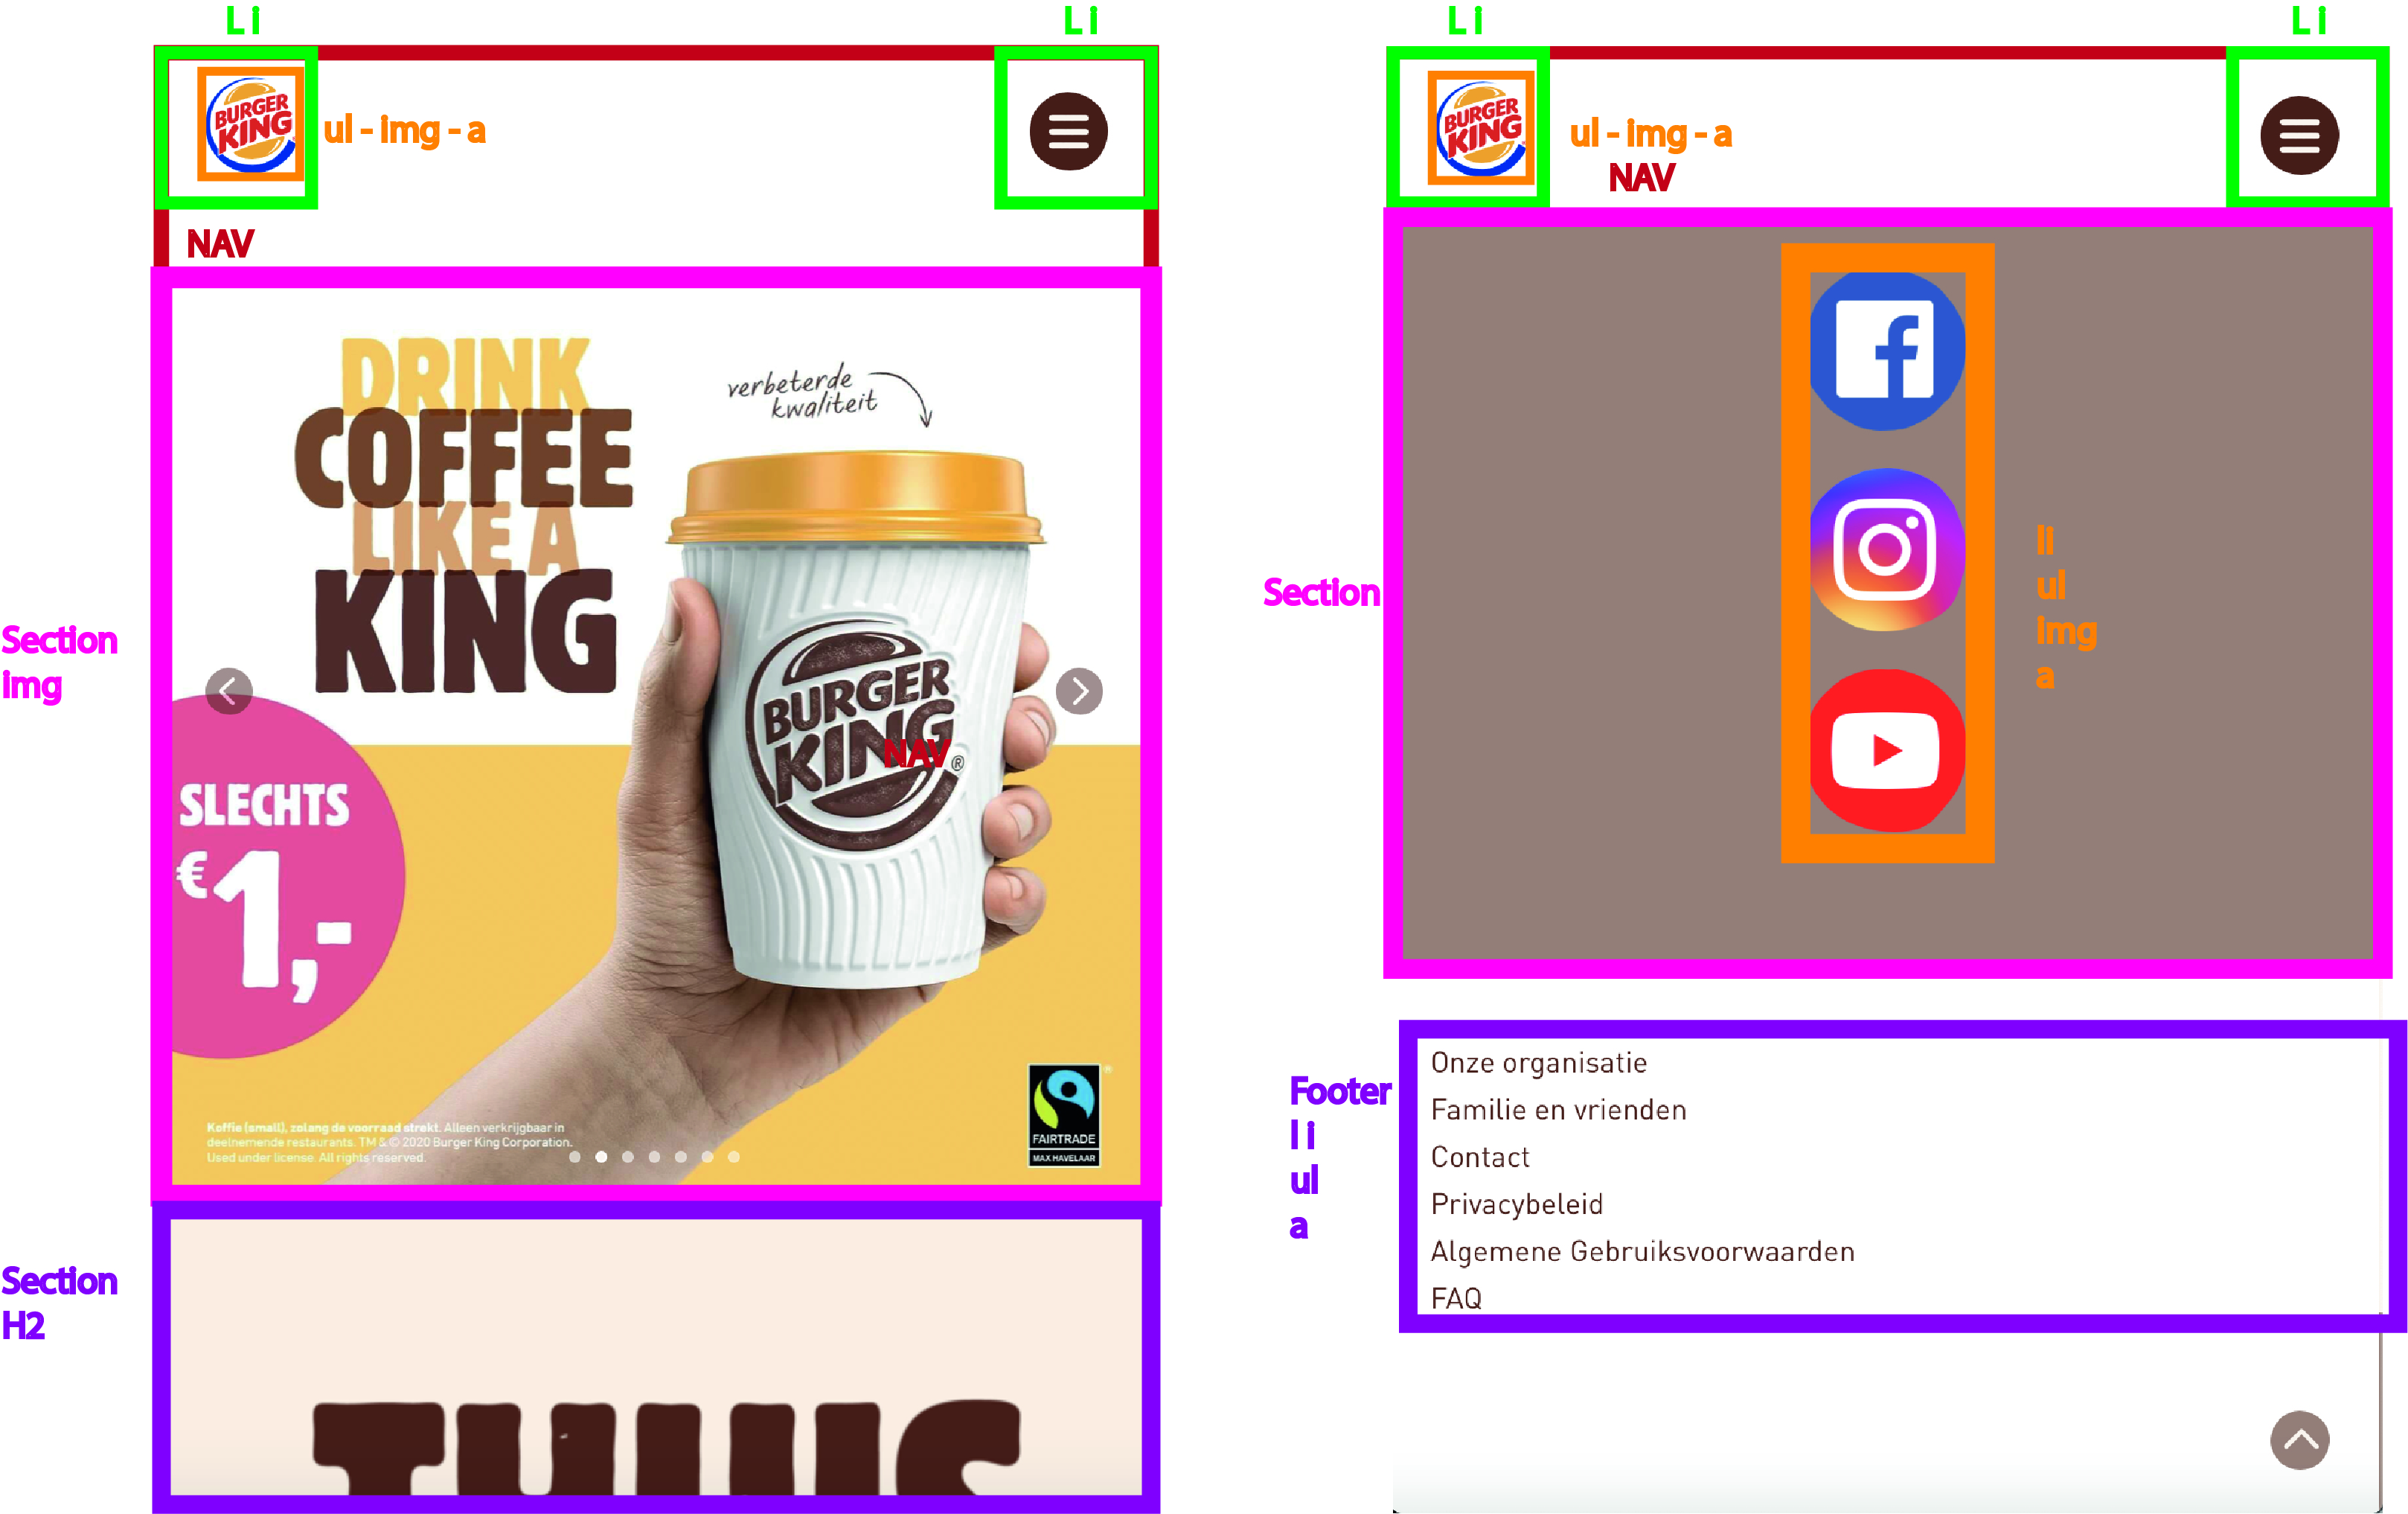 Li
Li
BURGER
KING
ul - img - a
NAV
DRINK
COFFEE
LIKE A
KING
verbeterde
kwaliteit
BURGER
KING
NAV
®
Section
img
SLECHTS
€1,-
Koffie (small), zolang de voorraad strekt. Alleen verkrijgbaar in
deelnemende restaurants. TM & © 2020 Burger King Corporation.
Used under license. All rights reserved.
FAIRTRADE
MAX HAVELAAR
®
Section
H2
Li
Li
BURGER
KING
ul - img - a
NAV
Section
li
ul
img
a
Footer
li
ul
a
Onze organisatie
Familie en vrienden
Contact
Privacybeleid
Algemene Gebruiksvoorwaarden
FAQ